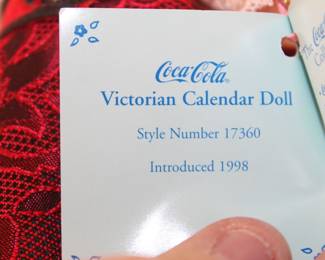 Coca-Cola®
Victorian Calendar Doll
Style Number 17360
Introduced 1998